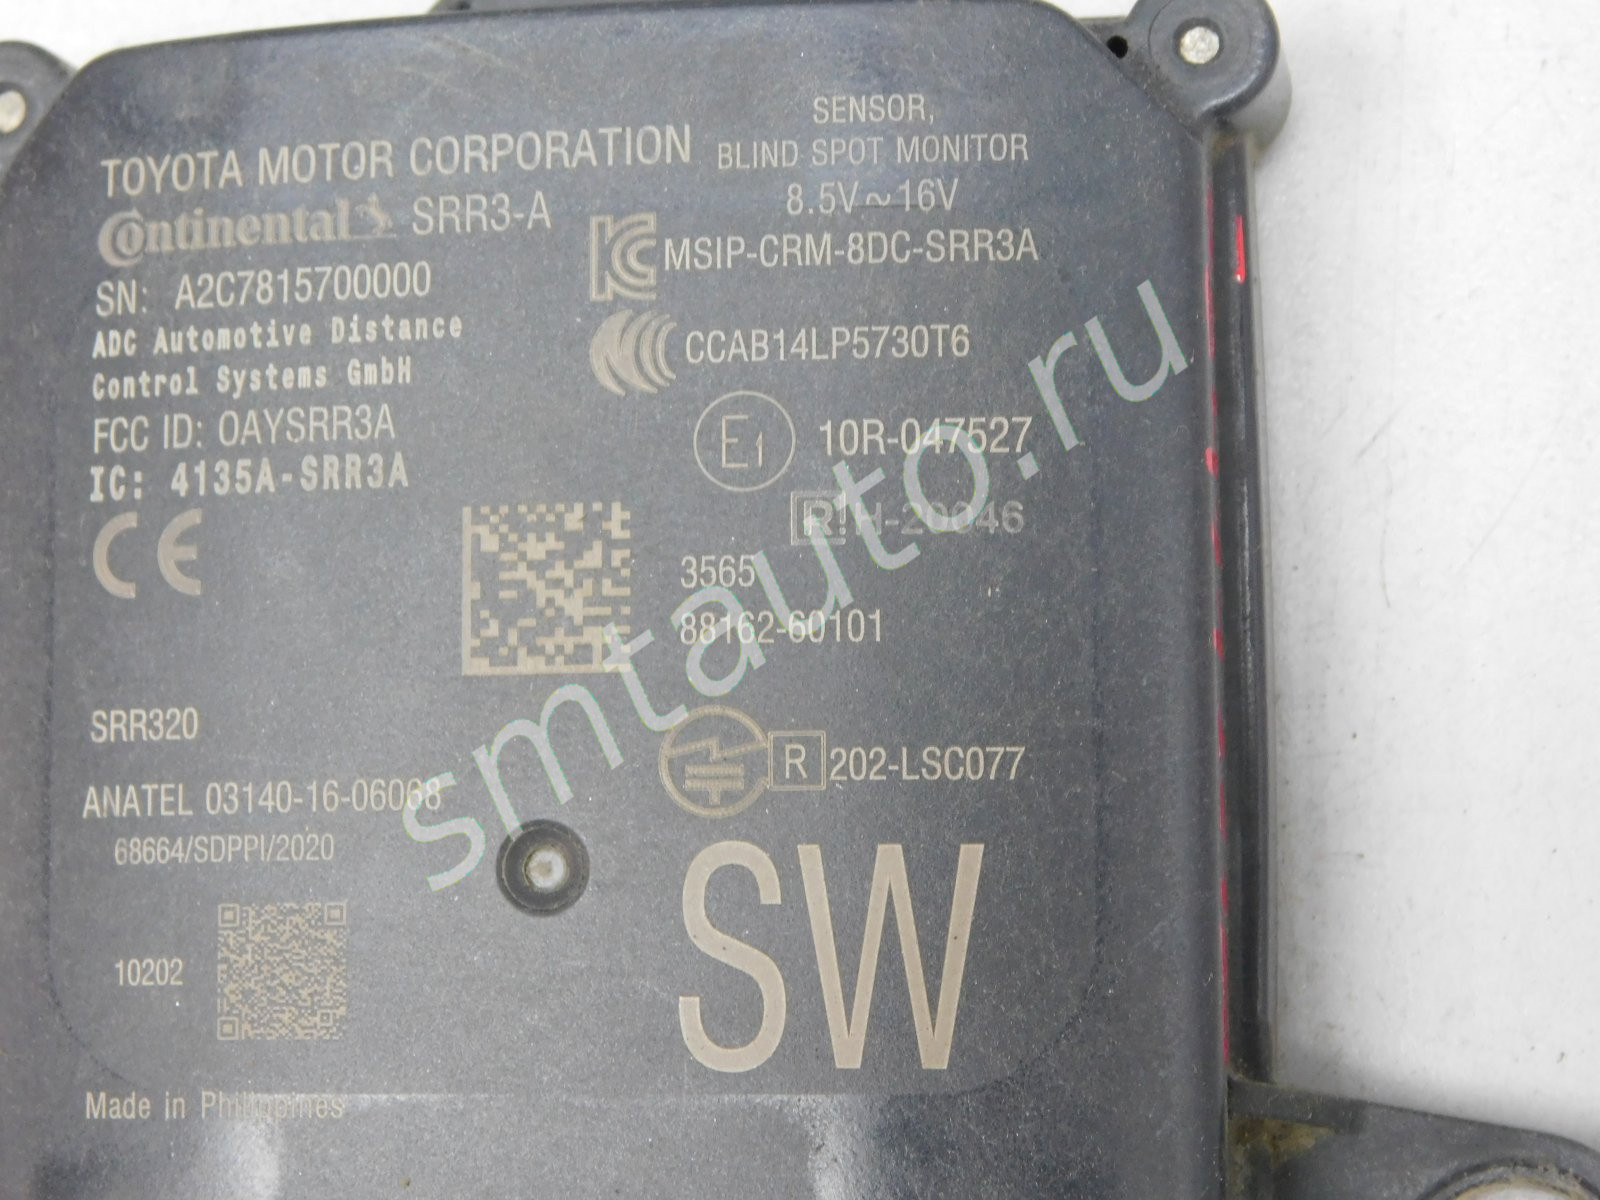 SENSOR,
BLIND SPOT MONITOR
8.5V~16V
TOYOTA MOTOR CORPORATION
Continental SRR3-A
SN: A2C7815700000
ADC Automotive Distance
Control Systems GmbH
FCC ID: OAYSRR3A
IC: 4135A-SRR3A
CE
MSIP-CRM-8DC-SRR3A
CCAB14LP5730T6
E1 10R-047527
R! H-20046
3565
88162-60101
SRR320
ANATEL 03140-16-06068
68664/SDPPI/2020
R 202-LSC077
SW
10202
Made in Philippines
smtauto.ru